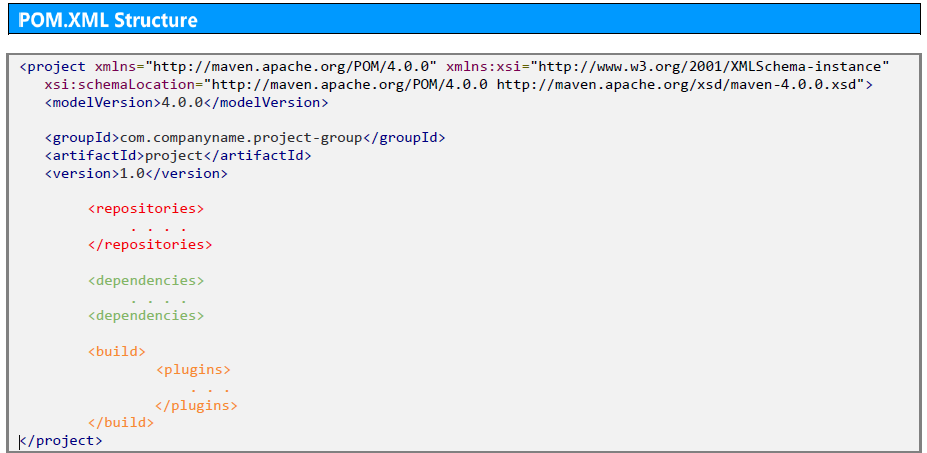 POM.XML Structure
<project xmlns="http://maven.apache.org/POM/4.0.0" xmlns:xsi="http://www.w3.org/2001/XMLSchema-instance"
xsi:schemaLocation="http://maven.apache.org/POM/4.0.0 http://maven.apache.org/xsd/maven-4.0.0.xsd">
<modelVersion>4.0.0</modelVersion>
<groupId>com.companyname.project-group</groupId>
<artifactId>project</artifactId>
<version>1.0</version>
<repositories>
. . . .
</repositories>
<dependencies>
. . . .
<dependencies>
<build>
<plugins>
. . .
</plugins>
</build>
</project>